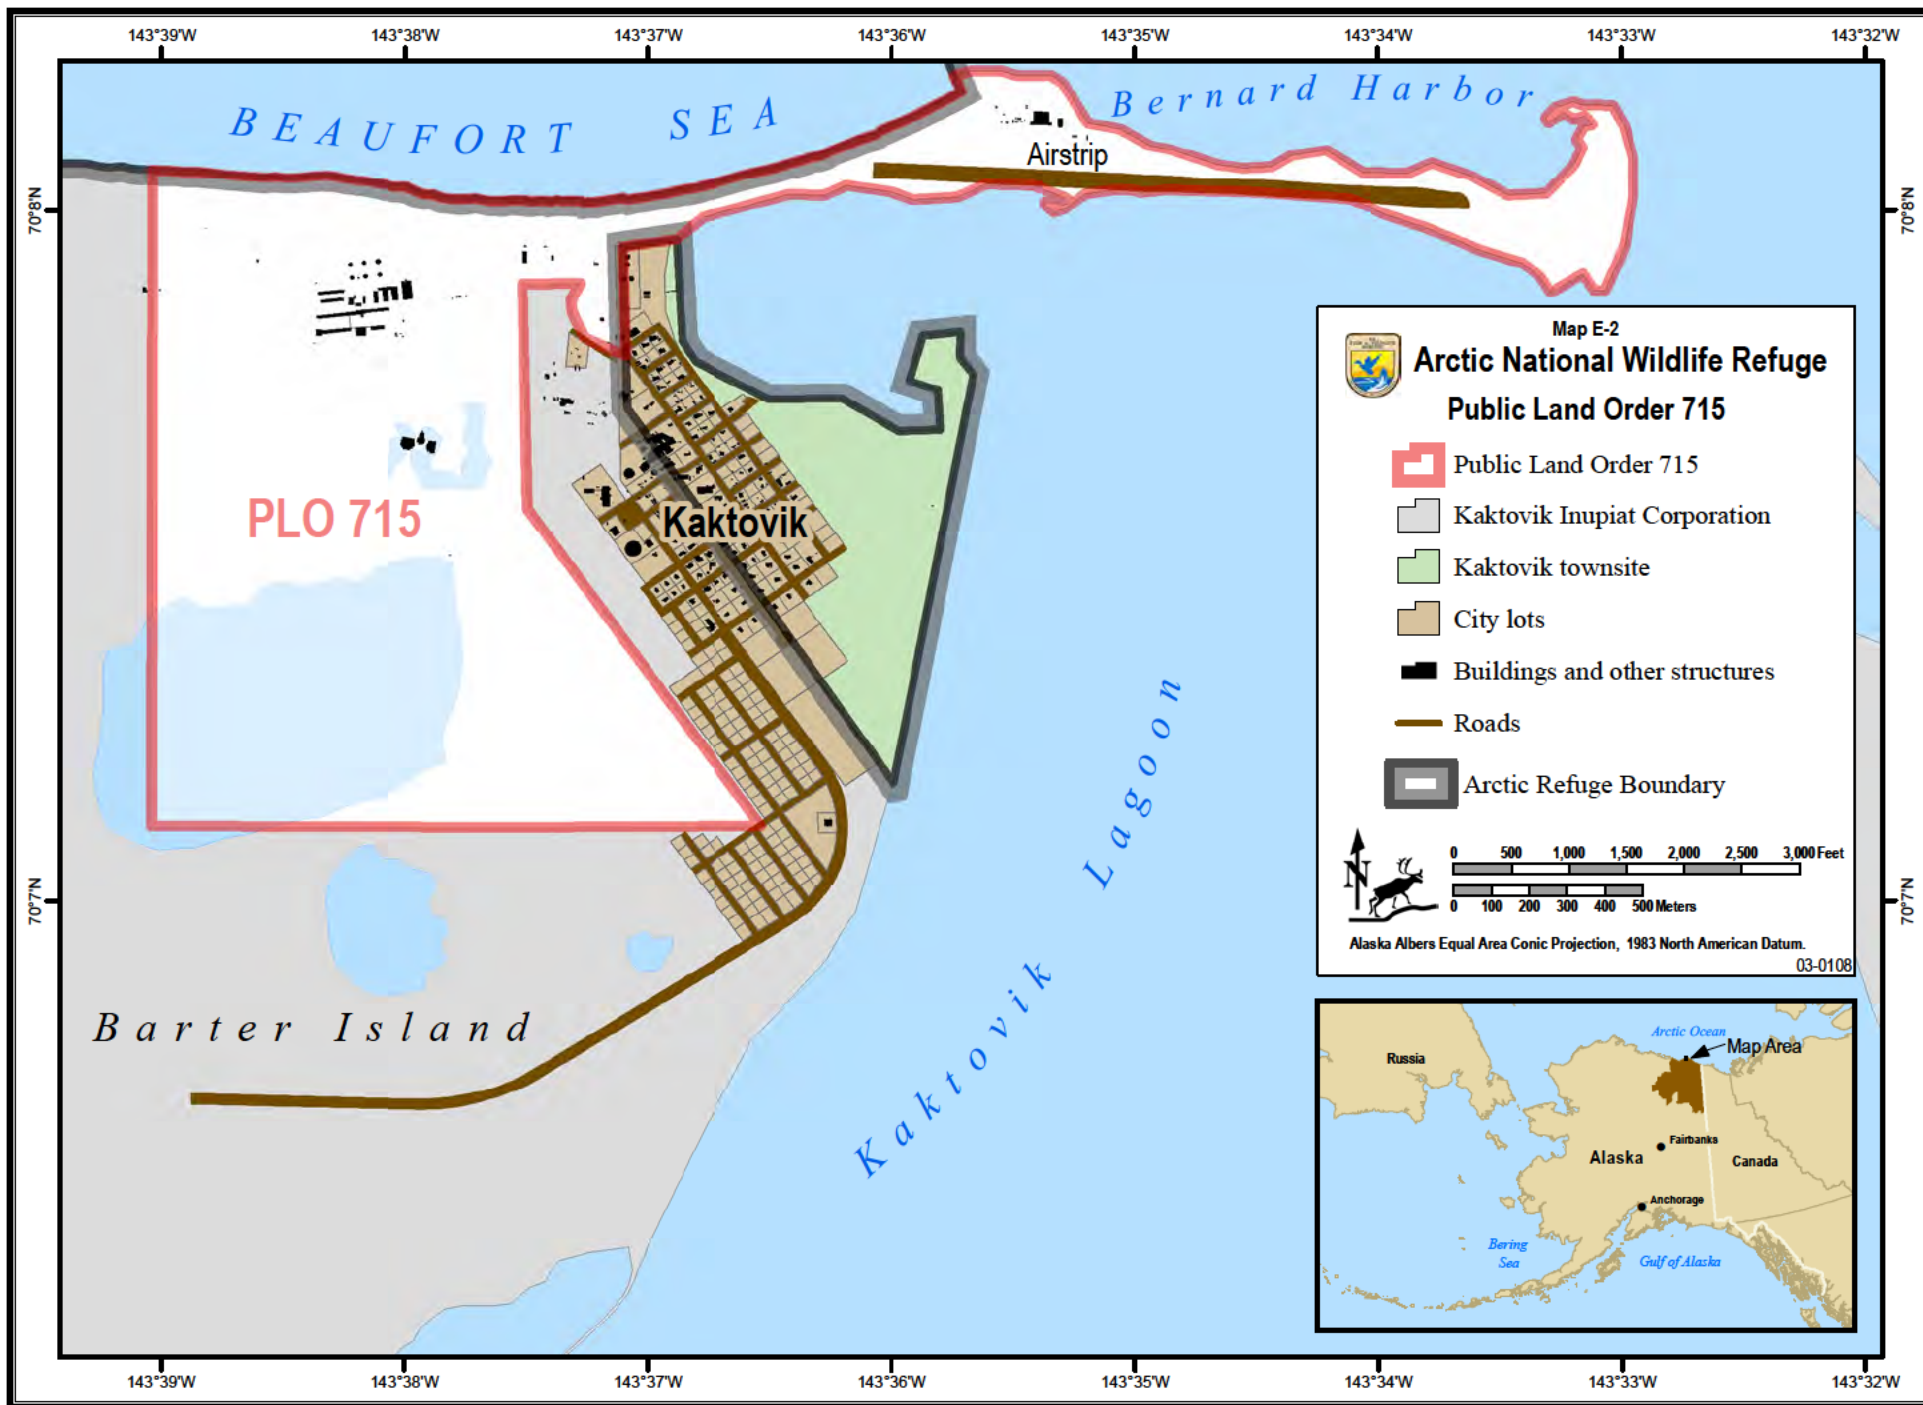 143°39'W 143°38'W 143°37'W 143°36'W 143°35'W 143°34'W 143°33'W 143°32'W
BEAUFORT SEA
Bernard Harbor
Airstrip
70°8'N
70°8'N
PLO 715
Kaktovik
Kaktovik Lagoon
Barter Island
70°7'N
70°7'N
Map E-2
Arctic National Wildlife Refuge
Public Land Order 715
Public Land Order 715
Kaktovik Inupiat Corporation
Kaktovik townsite
City lots
Buildings and other structures
Roads
Arctic Refuge Boundary
N
0 500 1,000 1,500 2,000 2,500 3,000 Feet
0 100 200 300 400 500 Meters
Alaska Albers Equal Area Conic Projection, 1983 North American Datum.
03-0108
Arctic Ocean
Map Area
Russia
Fairbanks
Alaska
Canada
Anchorage
Bering
Sea
Gulf of Alaska
143°39'W 143°38'W 143°37'W 143°36'W 143°35'W 143°34'W 143°33'W 143°32'W